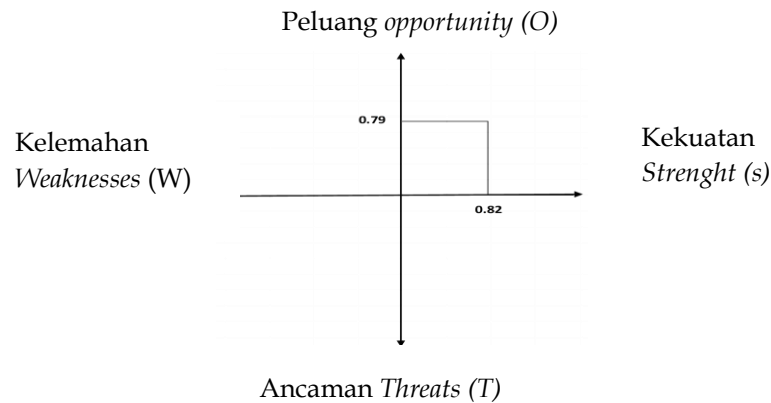 Peluang opportunity (O)
0.79
Kelemahan
Weaknesses (W)
Kekuatan
Strenght (s)
0.82
Ancaman Threats (T)